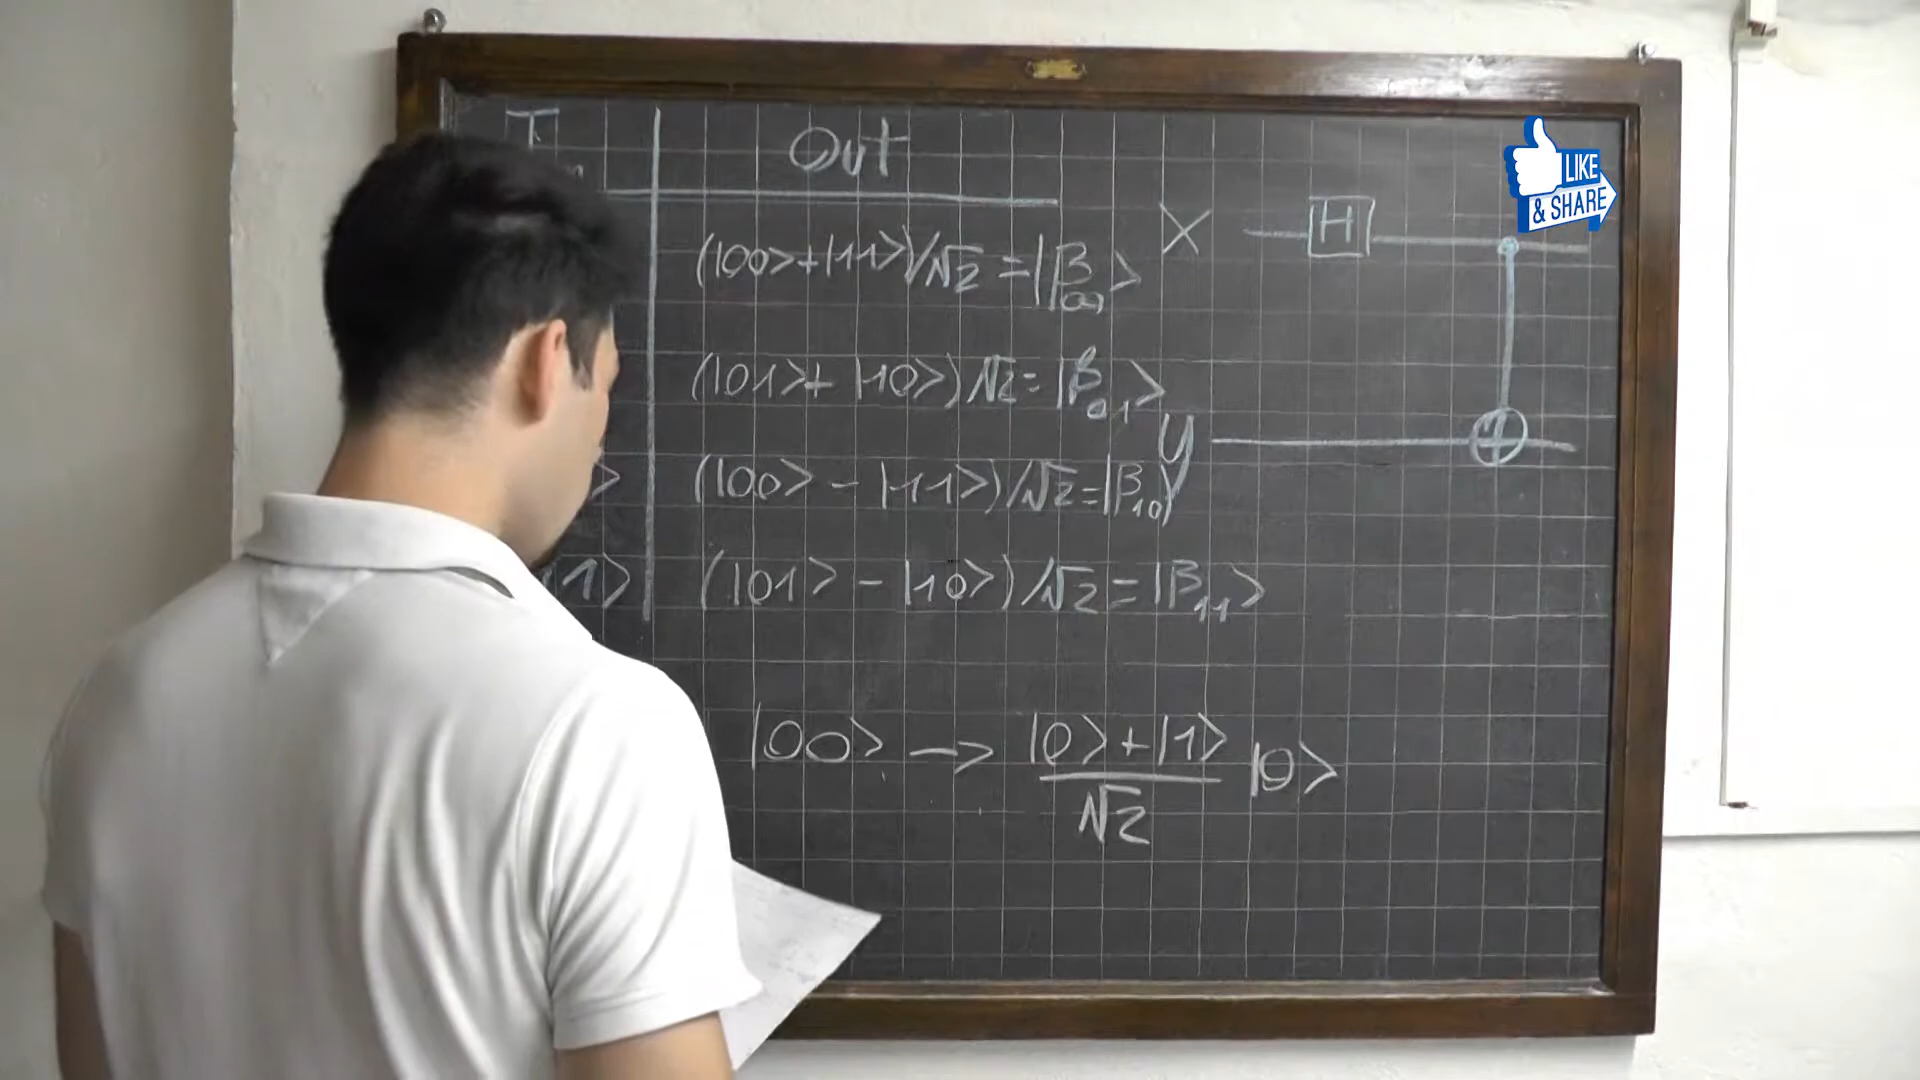 Out
(|00>+|11>)/√2 = |β00>
X
H
(|01>+ |10>) √2 = |β01>
y
(|00> - |11>)/√2 = |β10>
|1>
(|01> - |10>)/√2 = |β11>
|00> -> |0>+|1> |0>
√2
LIKE
& SHARE